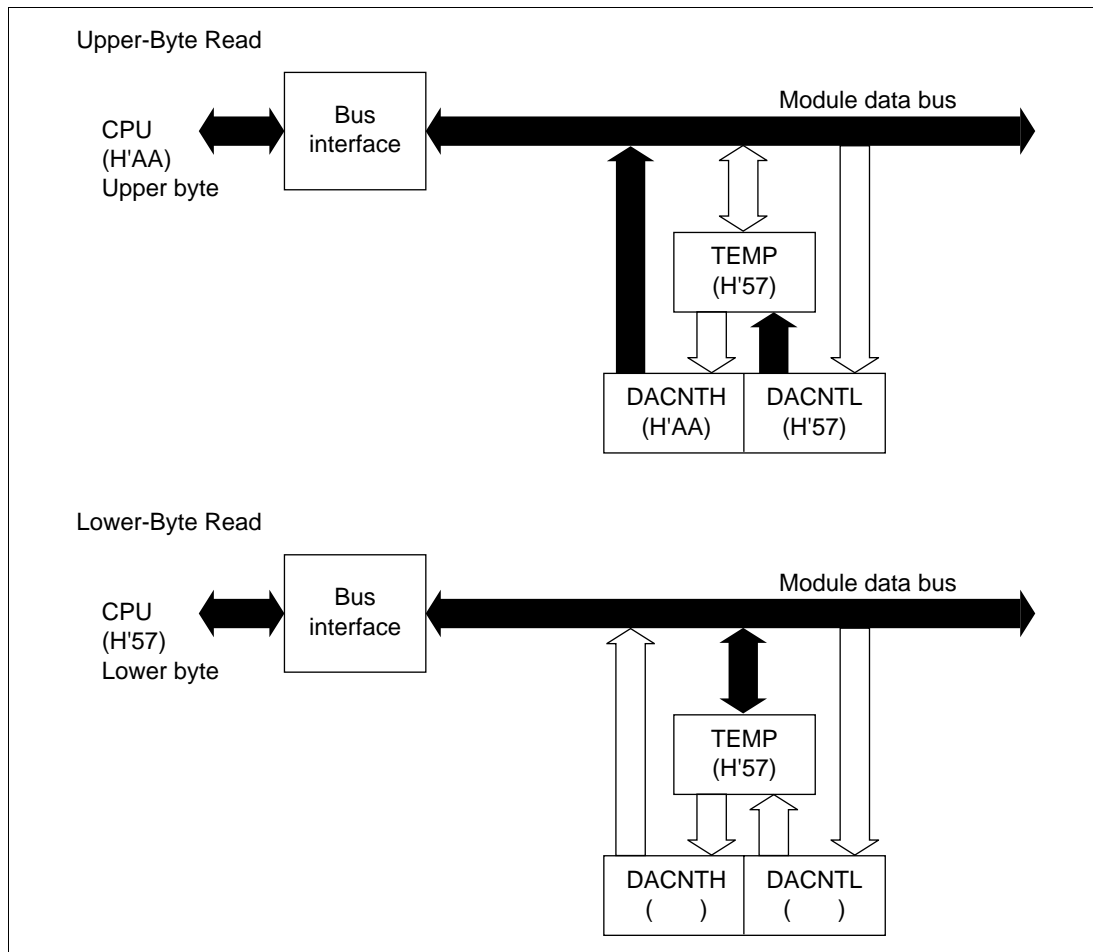 Upper-Byte Read
CPU
(H'AA)
Upper byte
Bus
interface
Module data bus
TEMP
(H'57)
DACNTH
(H'AA)
DACNTL
(H'57)
Lower-Byte Read
CPU
(H'57)
Lower byte
Bus
interface
Module data bus
TEMP
(H'57)
DACNTH
(      )
DACNTL
(      )